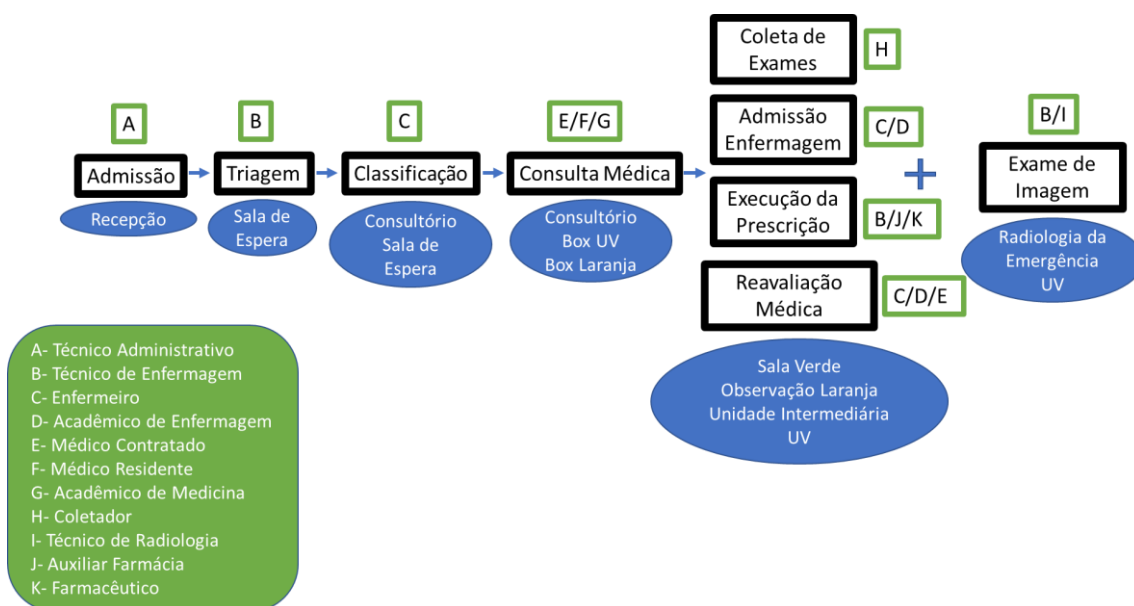 A
Admissão
Recepção
B
Triagem
Sala de
Espera
C
Classificação
Consultório
Sala de
Espera
E/F/G
Consulta Médica
Consultório
Box UV
Box Laranja
Coleta de
Exames
H
Admissão
Enfermagem
C/D
Execução da
Prescrição
B/J/K
Reavaliação
Médica
C/D/E
Sala Verde
Observação Laranja
Unidade Intermediária
UV
+
B/I
Exame de
Imagem
Radiologia da
Emergência
UV
A- Técnico Administrativo
B- Técnico de Enfermagem
C- Enfermeiro
D- Acadêmico de Enfermagem
E- Médico Contratado
F- Médico Residente
G- Acadêmico de Medicina
H- Coletador
I- Técnico de Radiologia
J- Auxiliar Farmácia
K- Farmacêutico